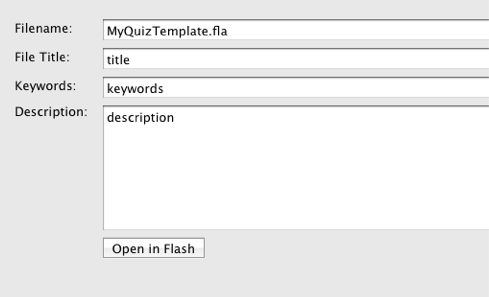 Filename: MyQuizTemplate.fla
File Title: title
Keywords: keywords
Description: description
Open in Flash